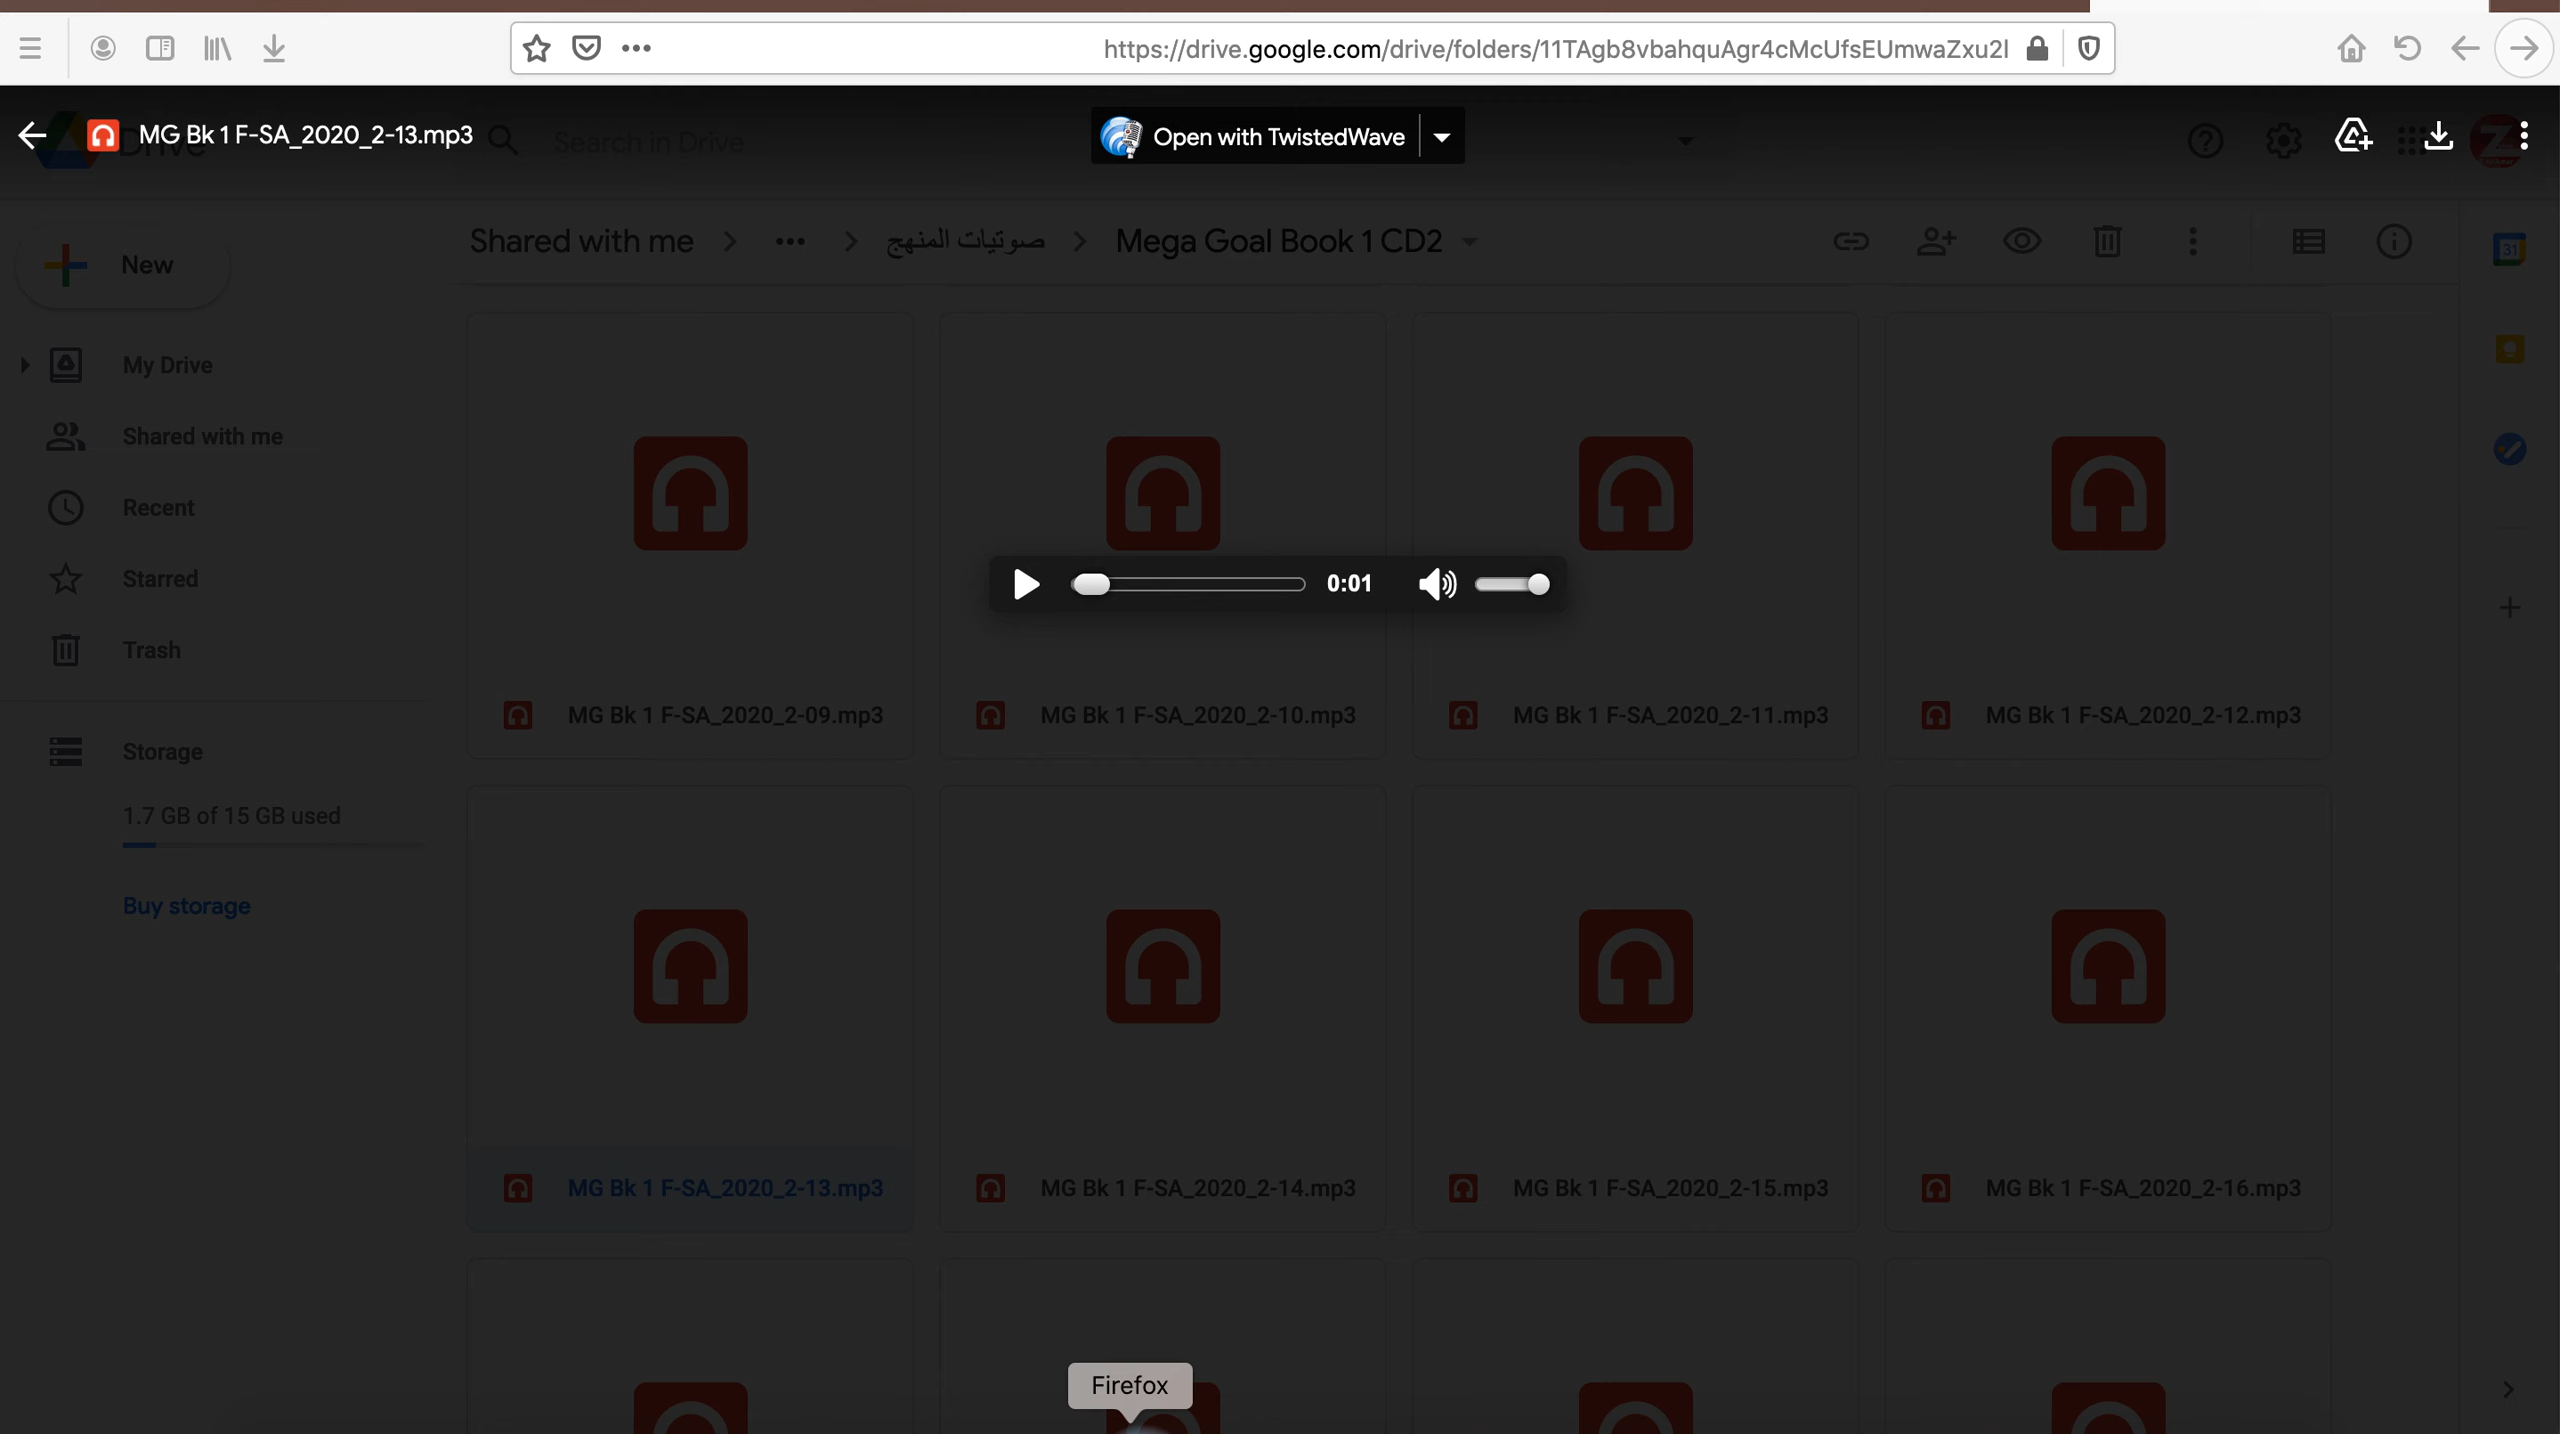 https://drive.google.com/drive/folders/11TAgb8vbahquAgr4cMcUfsEUmwaZxu2l
MG Bk 1 F-SA_2020_2-13.mp3
Drive
Search in Drive
Open with TwistedWave
New
Shared with me
صوتيات المنهج
Mega Goal Book 1 CD2
31
My Drive
Shared with me
Recent
Starred
Trash
0:01
MG Bk 1 F-SA_2020_2-09.mp3
MG Bk 1 F-SA_2020_2-10.mp3
MG Bk 1 F-SA_2020_2-11.mp3
MG Bk 1 F-SA_2020_2-12.mp3
Storage
1.7 GB of 15 GB used
Buy storage
MG Bk 1 F-SA_2020_2-13.mp3
MG Bk 1 F-SA_2020_2-14.mp3
MG Bk 1 F-SA_2020_2-15.mp3
MG Bk 1 F-SA_2020_2-16.mp3
Firefox